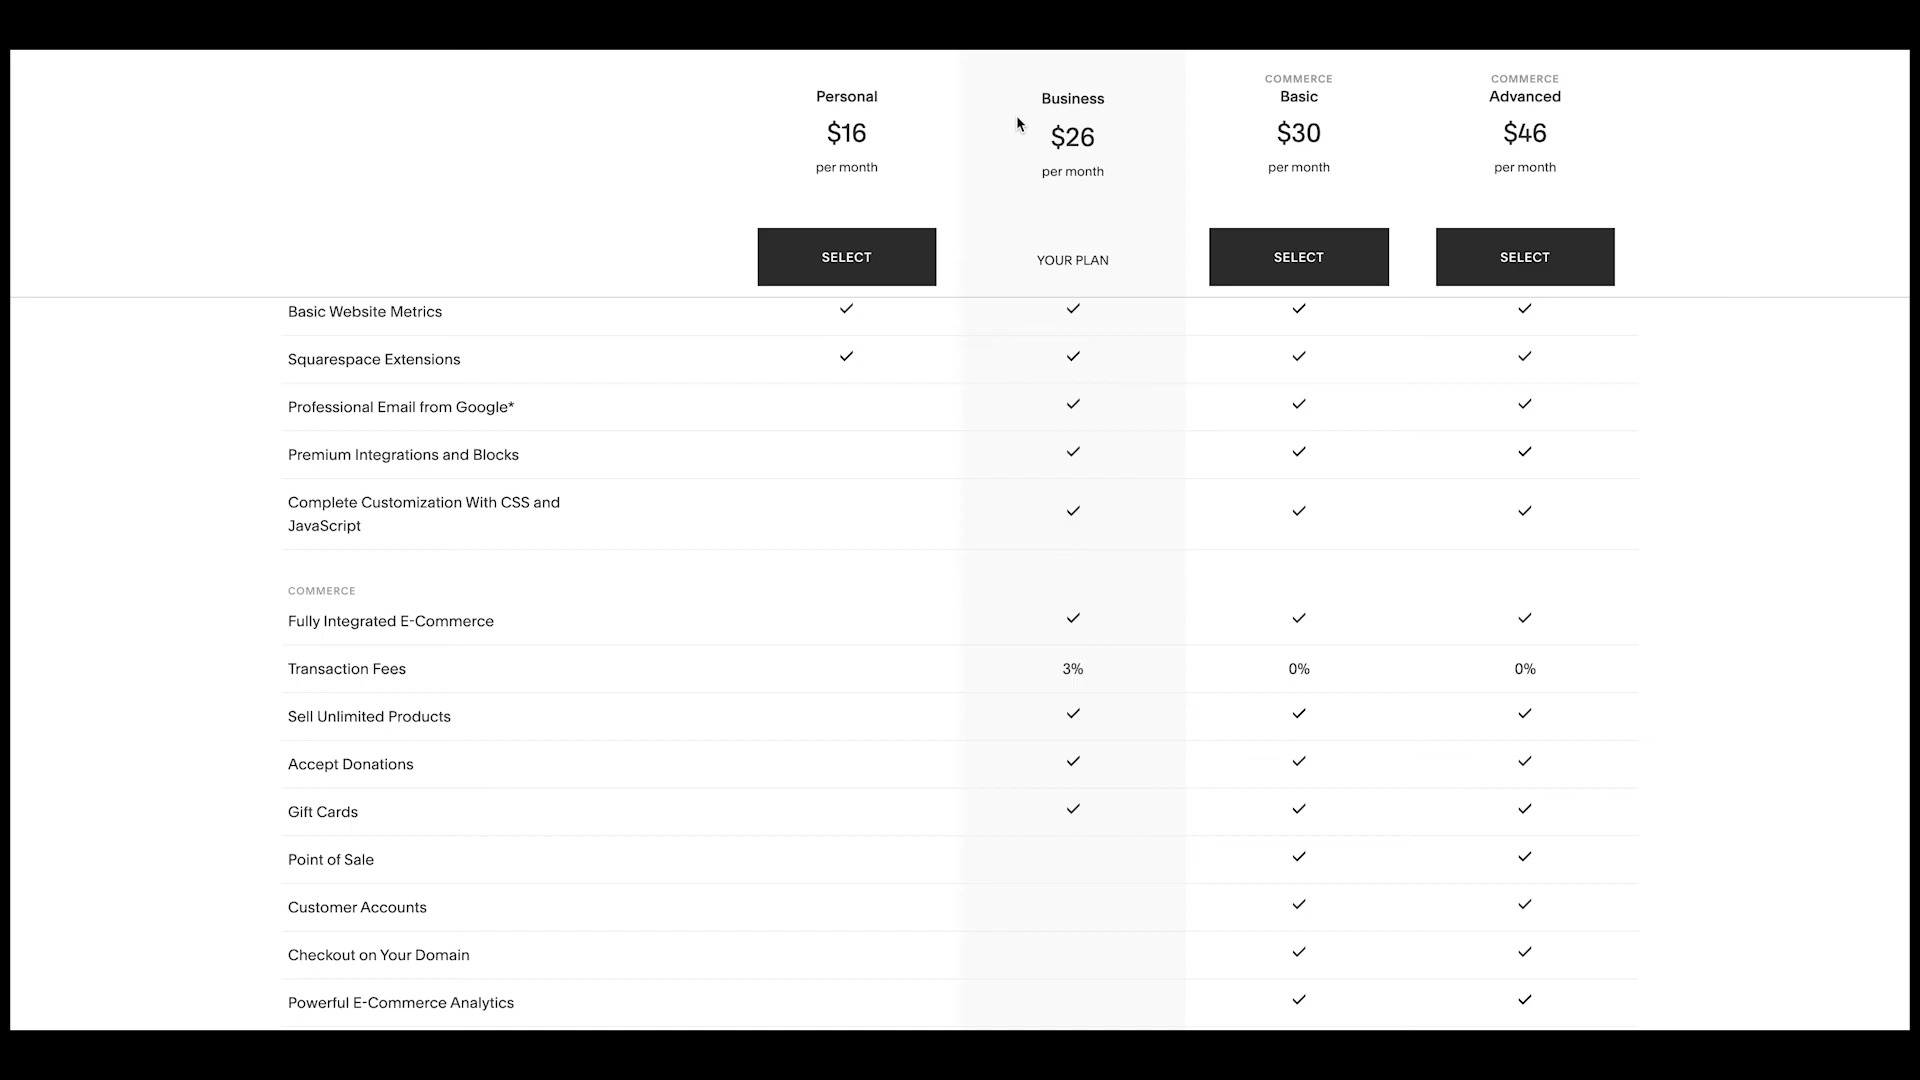 COMMERCE COMMERCE
Personal Business Basic Advanced
$16 $26 $30 $46
per month per month per month per month
SELECT YOUR PLAN SELECT SELECT
Basic Website Metrics
Squarespace Extensions
Professional Email from Google*
Premium Integrations and Blocks
Complete Customization With CSS and
JavaScript
COMMERCE
Fully Integrated E-Commerce
Transaction Fees 3% 0% 0%
Sell Unlimited Products
Accept Donations
Gift Cards
Point of Sale
Customer Accounts
Checkout on Your Domain
Powerful E-Commerce Analytics